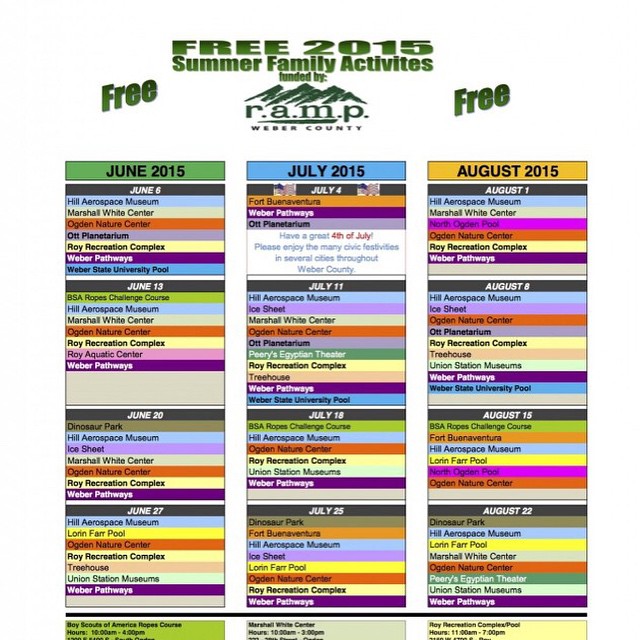 FREE 2015
Summer Family Activites
funded by:
Free
r.a.m.p.
WEBER COUNTY
Free
JUNE 2015
JUNE 6
Hill Aerospace Museum
Marshall White Center
Ogden Nature Center
Ott Planetarium
Roy Recreation Complex
Weber Pathways
Weber State University Pool
JUNE 13
BSA Ropes Challenge Course
Hill Aerospace Museum
Marshall White Center
Ogden Nature Center
Roy Recreation Complex
Roy Aquatic Center
Weber Pathways
JUNE 20
Dinosaur Park
Hill Aerospace Museum
Ice Sheet
Marshall White Center
Ogden Nature Center
Roy Recreation Complex
Weber Pathways
JUNE 27
Hill Aerospace Museum
Lorin Farr Pool
Ogden Nature Center
Roy Recreation Complex
Treehouse
Union Station Museums
Weber Pathways
JULY 2015
JULY 4
Fort Buenaventura
Weber Pathways
Ott Planetarium
Have a great 4th of July!
Please enjoy the many civic festivities
in several cities throughout
Weber County.
JULY 11
Hill Aerospace Museum
Ice Sheet
Marshall White Center
Ogden Nature Center
Ott Planetarium
Peery's Egyptian Theater
Roy Recreation Complex
Treehouse
Weber Pathways
Weber State University Pool
JULY 18
BSA Ropes Challenge Course
Hill Aerospace Museum
Ogden Nature Center
Roy Recreation Complex
Union Station Museums
Weber Pathways
JULY 25
Dinosaur Park
Fort Buenaventura
Hill Aerospace Museum
Ice Sheet
Lorin Farr Pool
Ogden Nature Center
Roy Recreation Complex
Weber Pathways
AUGUST 2015
AUGUST 1
Hill Aerospace Museum
Marshall White Center
North Ogden Pool
Ogden Nature Center
Roy Recreation Complex
Weber Pathways
AUGUST 8
Hill Aerospace Museum
Ice Sheet
Ogden Nature Center
Ott Planetarium
Roy Recreation Complex
Treehouse
Union Station Museums
Weber Pathways
Weber State University Pool
AUGUST 15
BSA Ropes Challenge Course
Fort Buenaventura
Hill Aerospace Museum
Lorin Farr Pool
North Ogden Pool
Ogden Nature Center
AUGUST 22
Dinosaur Park
Hill Aerospace Museum
Lorin Farr Pool
Marshall White Center
Ogden Nature Center
Peery's Egyptian Theater
Union Station Museums
Weber Pathways
Boy Scouts of America Ropes Course
Hours: 10:00am - 4:00pm
Marshall White Center
Hours: 10:00am - 3:00pm
Roy Recreation Complex/Pool
Hours: 11:00am - 7:00pm